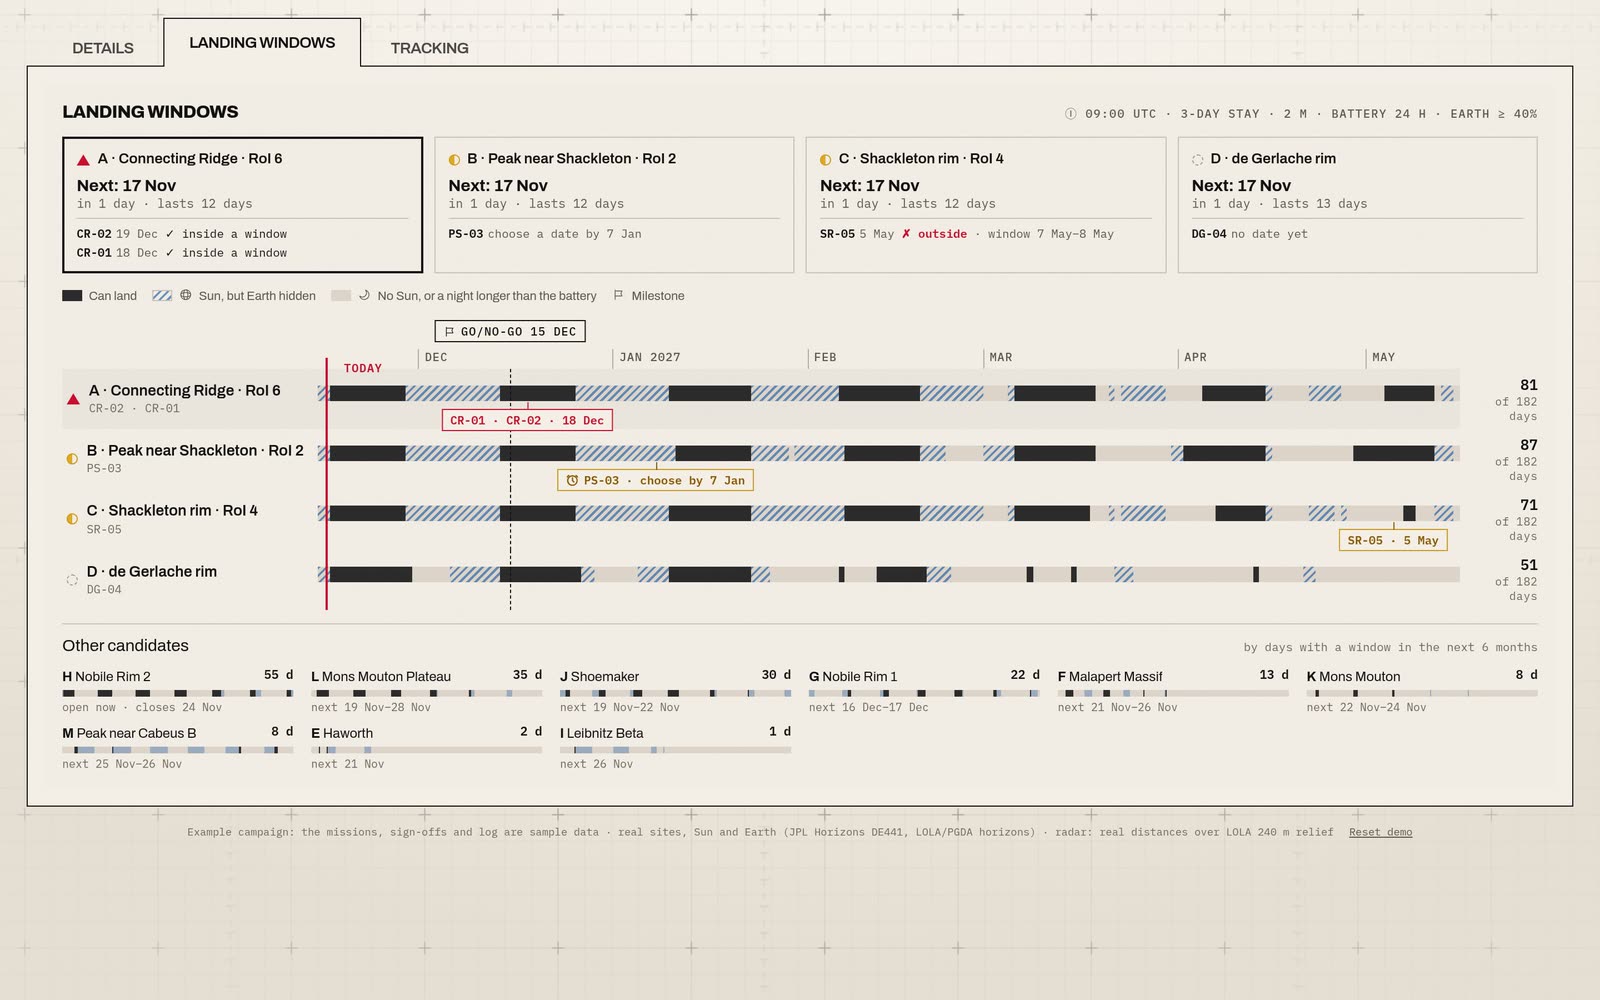 DETAILS
LANDING WINDOWS
TRACKING
LANDING WINDOWS
09:00 UTC · 3-DAY STAY · 2 M · BATTERY 24 H · EARTH ≥ 40%
A · Connecting Ridge · RoI 6
Next: 17 Nov
in 1 day · lasts 12 days
CR-02 19 Dec ✓ inside a window
CR-01 18 Dec ✓ inside a window
B · Peak near Shackleton · RoI 2
Next: 17 Nov
in 1 day · lasts 12 days
PS-03 choose a date by 7 Jan
C · Shackleton rim · RoI 4
Next: 17 Nov
in 1 day · lasts 12 days
SR-05 5 May ✗ outside · window 7 May–8 May
D · de Gerlache rim
Next: 17 Nov
in 1 day · lasts 13 days
DG-04 no date yet
Can land
Sun, but Earth hidden
No Sun, or a night longer than the battery
Milestone
GO/NO-GO 15 DEC
DEC
JAN 2027
FEB
MAR
APR
MAY
TODAY
A · Connecting Ridge · RoI 6
CR-02 · CR-01
81
of 182
days
CR-01 · CR-02 · 18 Dec
B · Peak near Shackleton · RoI 2
PS-03
87
of 182
days
PS-03 · choose by 7 Jan
C · Shackleton rim · RoI 4
SR-05
71
of 182
days
SR-05 · 5 May
D · de Gerlache rim
DG-04
51
of 182
days
Other candidates
by days with a window in the next 6 months
H Nobile Rim 2 55 d
open now · closes 24 Nov
L Mons Mouton Plateau 35 d
next 19 Nov–28 Nov
J Shoemaker 30 d
next 19 Nov–22 Nov
G Nobile Rim 1 22 d
next 16 Dec–17 Dec
F Malapert Massif 13 d
next 21 Nov–26 Nov
K Mons Mouton 8 d
next 22 Nov–24 Nov
M Peak near Cabeus B 8 d
next 25 Nov–26 Nov
E Haworth 2 d
next 21 Nov
I Leibnitz Beta 1 d
next 26 Nov
Example campaign: the missions, sign-offs and log are sample data · real sites, Sun and Earth (JPL Horizons DE441, LOLA/PGDA horizons) · radar: real distances over LOLA 240 m relief Reset demo